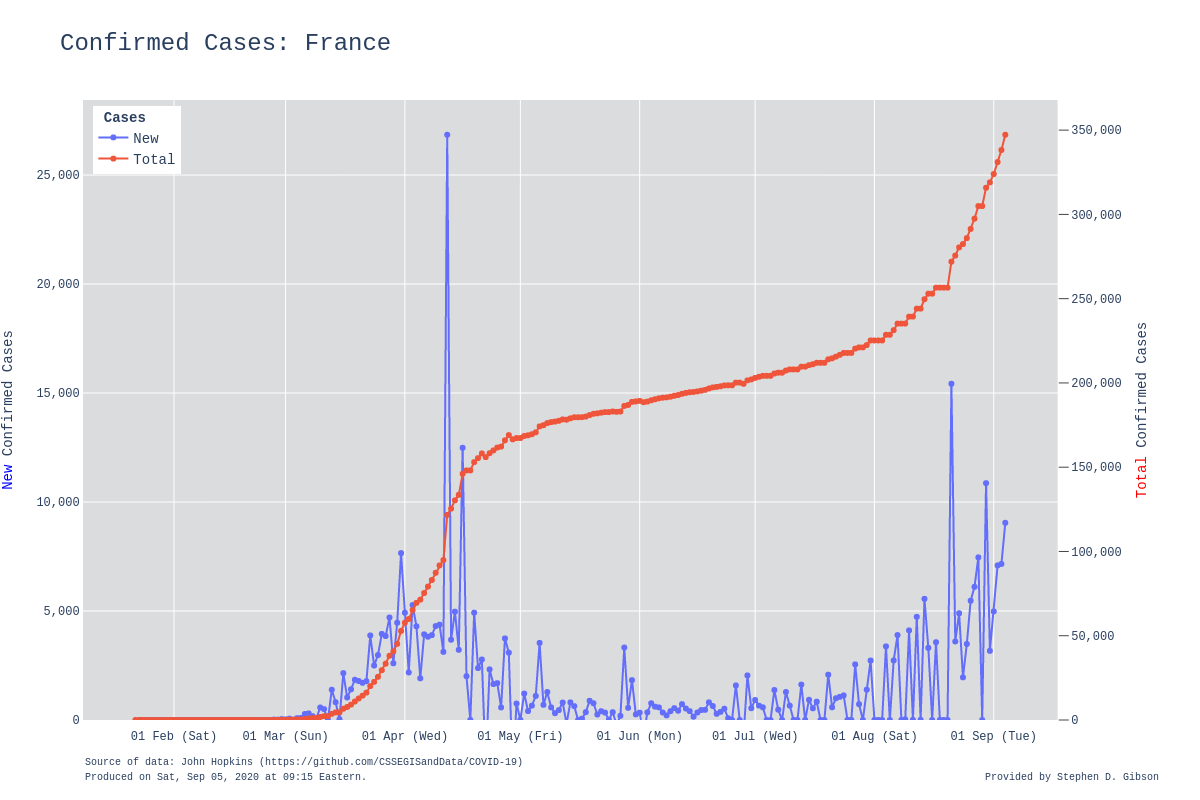 Confirmed Cases: France
Cases
New
Total
25,000
20,000
15,000
10,000
5,000
0
New Confirmed Cases
350,000
300,000
250,000
200,000
150,000
100,000
50,000
0
Total Confirmed Cases
01 Feb (Sat)
01 Mar (Sun)
01 Apr (Wed)
01 May (Fri)
01 Jun (Mon)
01 Jul (Wed)
01 Aug (Sat)
01 Sep (Tue)
Source of data: John Hopkins (https://github.com/CSSEGISandData/COVID-19)
Produced on Sat, Sep 05, 2020 at 09:15 Eastern.
Provided by Stephen D. Gibson